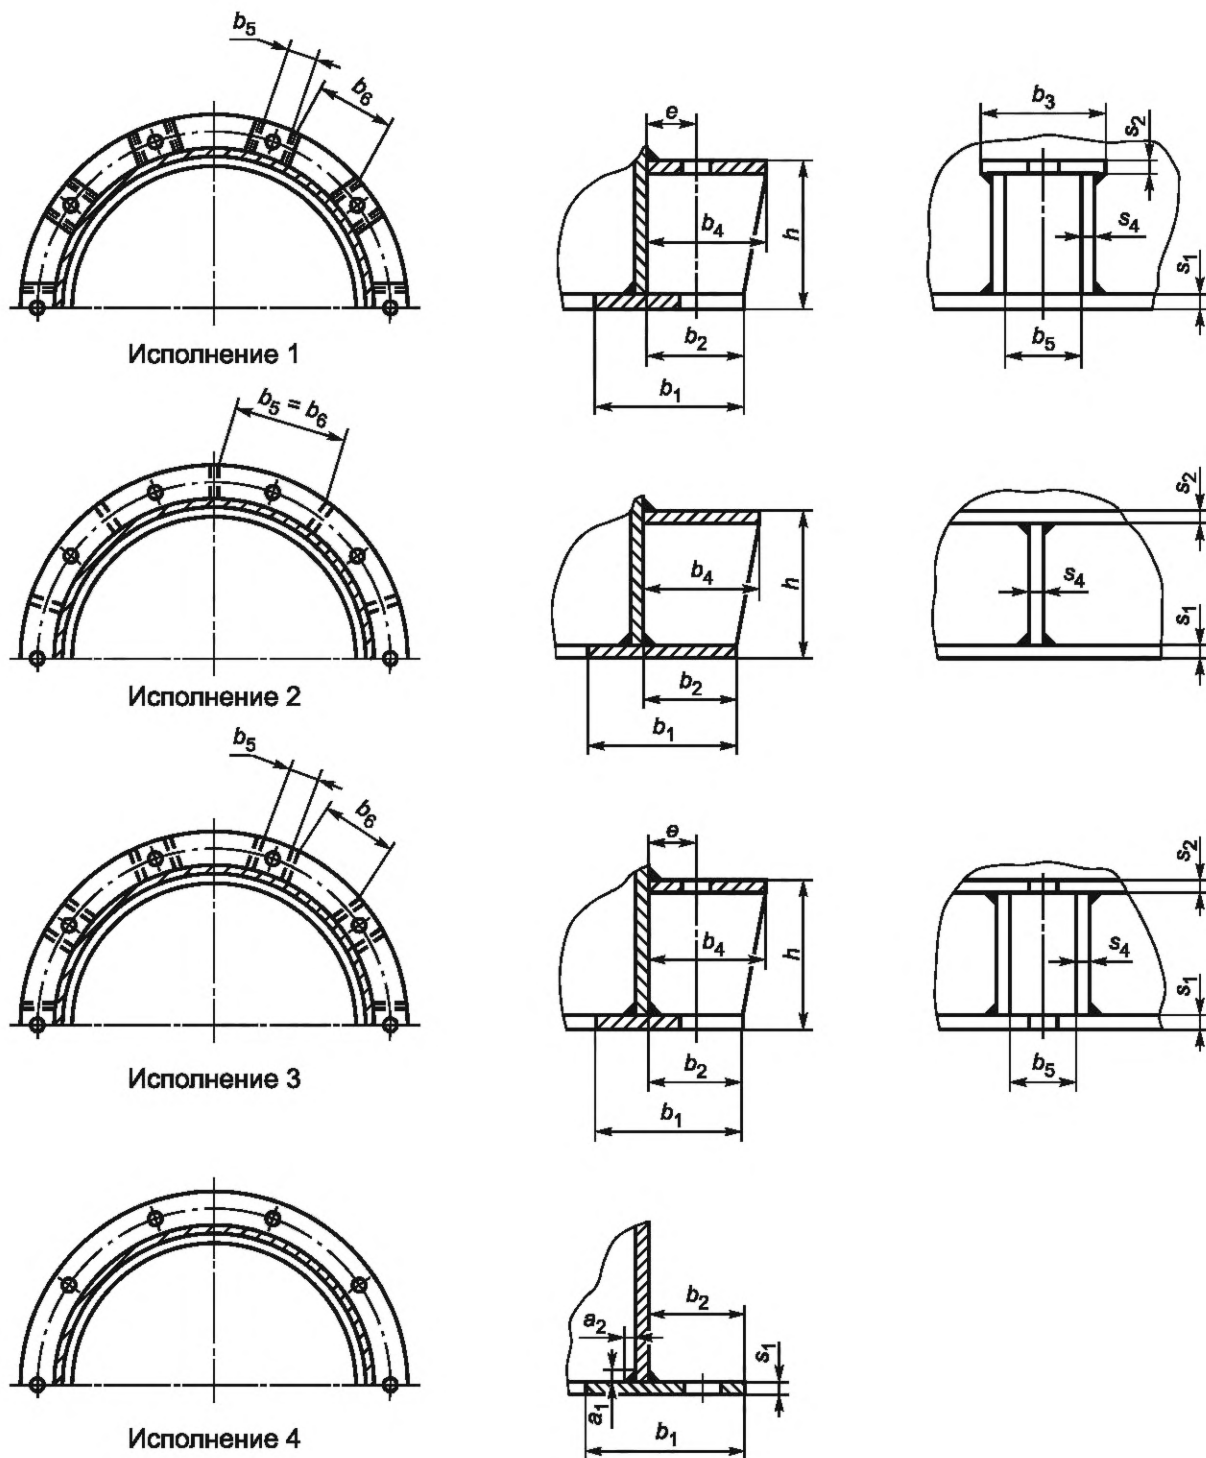 b5
b6
e
b4
h
b2
b1
b3
s2
s4
s1
b5
Исполнение 1
b5 = b6
b4
h
b2
b1
s2
s4
s1
Исполнение 2
b5
b6
e
b4
h
b2
b1
s2
s4
s1
b5
Исполнение 3
b2
a2
s1
a1
b1
Исполнение 4